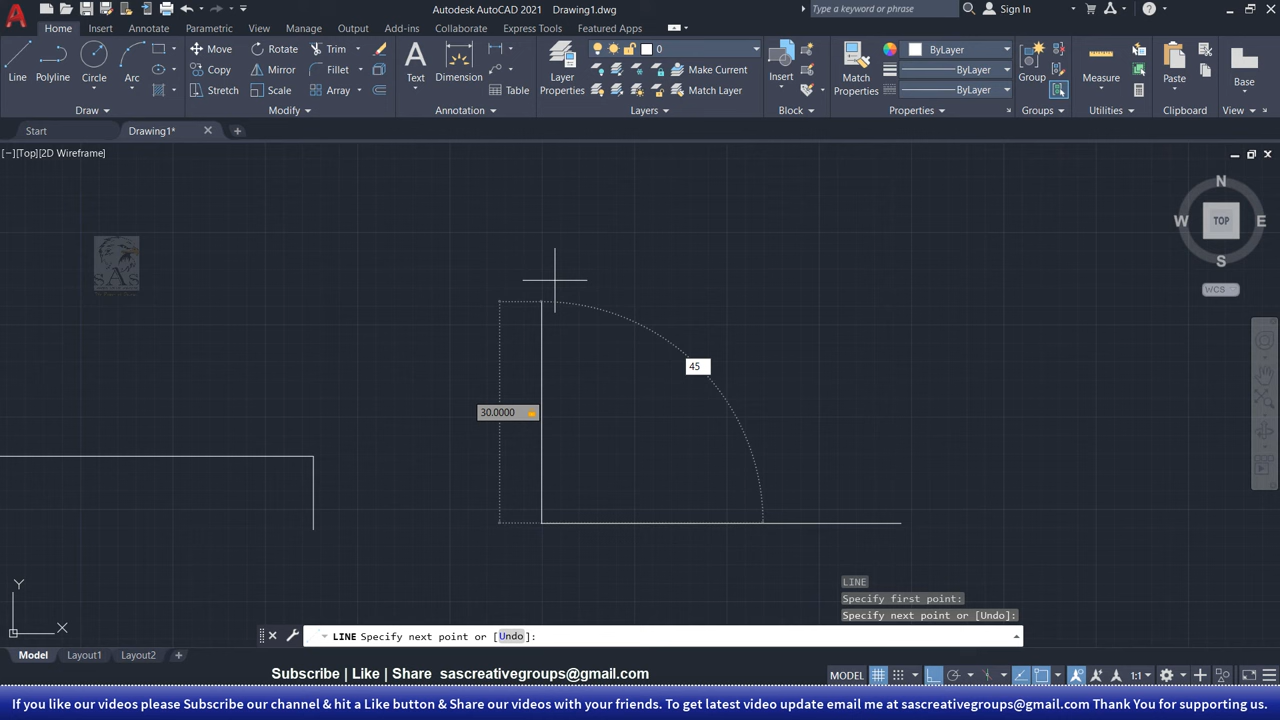 Autodesk AutoCAD 2021 Drawing1.dwg
Type a keyword or phrase
Sign In
Home Insert Annotate Parametric View Manage Output Add-ins Collaborate Express Tools Featured Apps
Line Polyline Circle Arc
Move Rotate Trim
Copy Mirror Fillet
Stretch Scale Array
Text Dimension Table
Layer Properties
0
Make Current
Match Layer
Insert
Match Properties
ByLayer
ByLayer
ByLayer
Group
Measure
Paste
Base
Draw Modify Annotation Layers Block Properties Groups Utilities Clipboard View
Start Drawing1*
[−][Top][2D Wireframe]
N
W TOP E
S
WCS
SAS
45
30.0000
LINE
Specify first point:
Specify next point or [Undo]:
Y
X
LINE Specify next point or [Undo]:
Model Layout1 Layout2
Subscribe | Like | Share sascreativegroups@gmail.com
MODEL 1:1
If you like our videos please Subscribe our channel & hit a Like button & Share our videos with your friends. To get latest video update email me at sascreativegroups@gmail.com Thank You for supporting us.